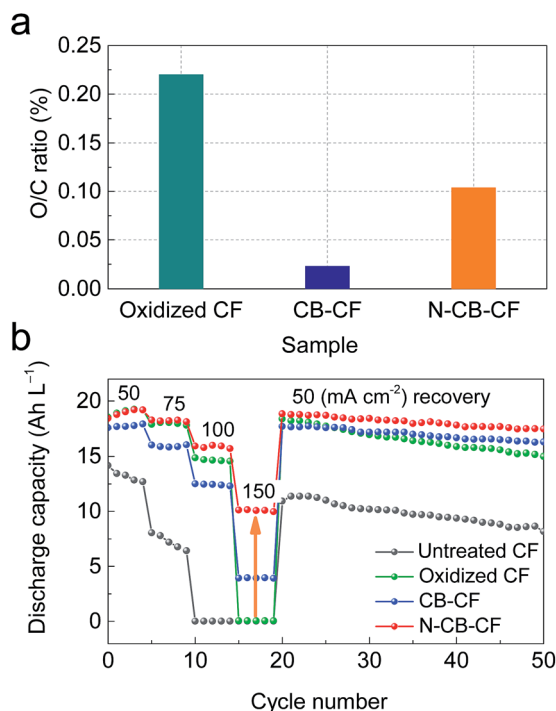 a
O/C ratio (%)
0.25
0.20
0.15
0.10
0.05
0.00
Oxidized CF CB-CF N-CB-CF
Sample
b
Discharge capacity (Ah L⁻¹)
20
15
10
5
0
50 75 100 150 50 (mA cm⁻²) recovery
Untreated CF
Oxidized CF
CB-CF
N-CB-CF
0 10 20 30 40 50
Cycle number